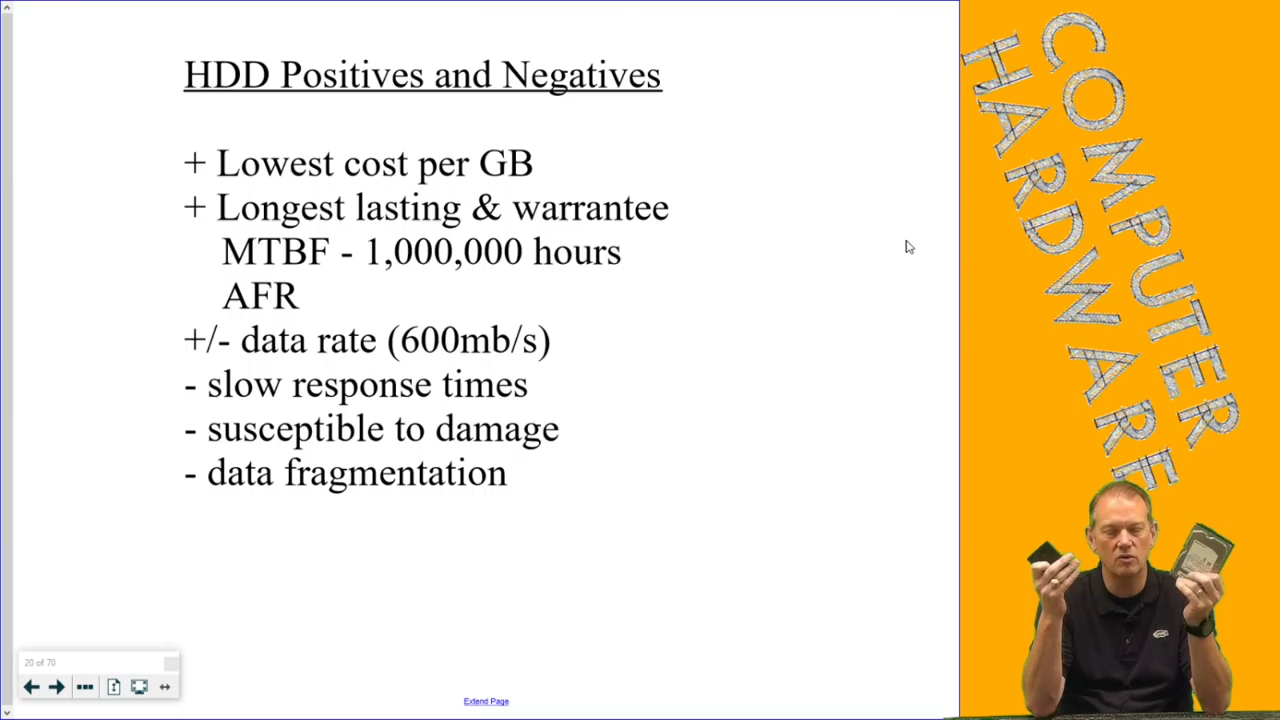 HDD Positives and Negatives
+ Lowest cost per GB
+ Longest lasting & warrantee
MTBF - 1,000,000 hours
AFR
+/- data rate (600mb/s)
- slow response times
- susceptible to damage
- data fragmentation
20 of 70
Extend Page
COMPUTER
HARDWARE